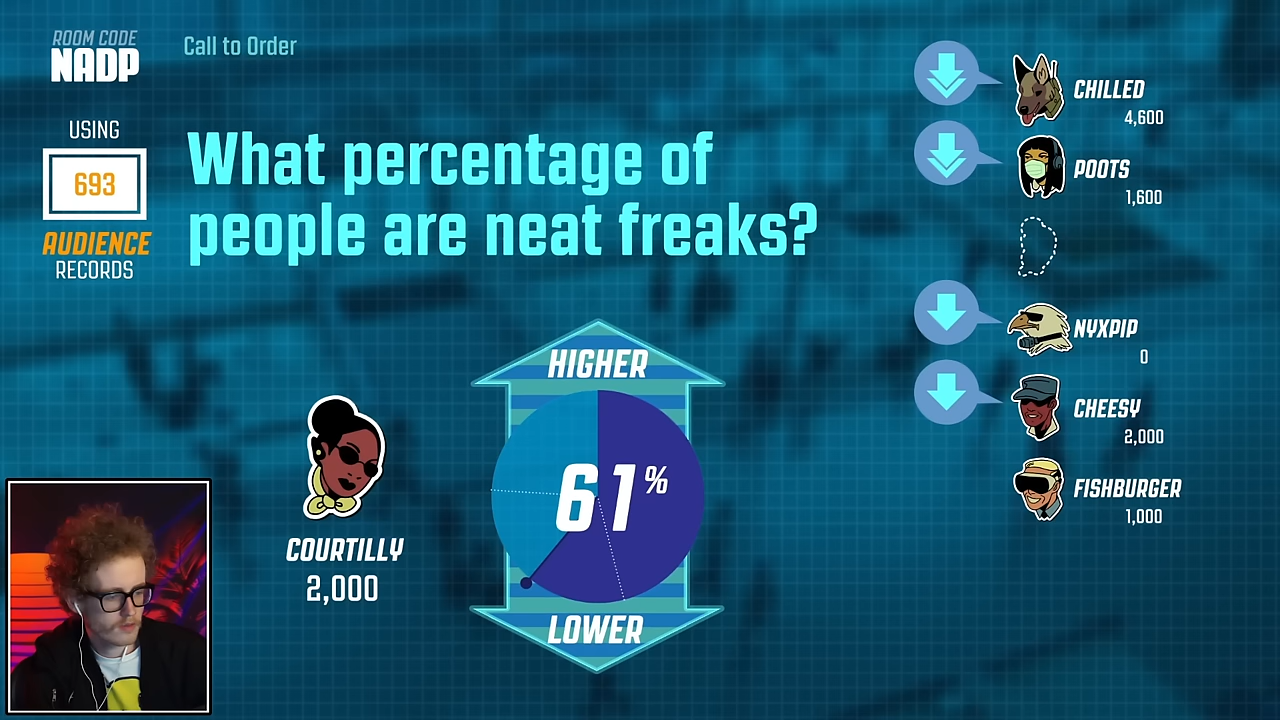 ROOM CODE
NADP
Call to Order
USING
693
AUDIENCE
RECORDS
What percentage of
people are neat freaks?
HIGHER
61%
LOWER
COURTILLY
2,000
CHILLED
4,600
POOTS
1,600
NYXPIP
0
CHEESY
2,000
FISHBURGER
1,000